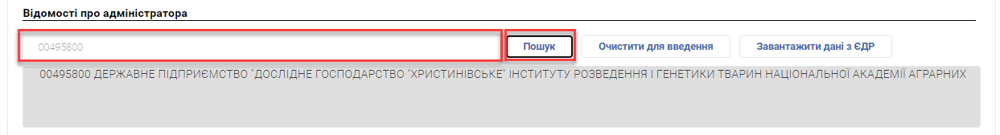 Відомості про адміністратора
00495800 Пошук Очистити для введення Завантажити дані з ЄДР
00495800 ДЕРЖАВНЕ ПІДПРИЄМСТВО "ДОСЛІДНЕ ГОСПОДАРСТВО "ХРИСТИНІВСЬКЕ" ІНСТИТУТУ РОЗВЕДЕННЯ І ГЕНЕТИКИ ТВАРИН НАЦІОНАЛЬНОЇ АКАДЕМІЇ АГРАРНИХ